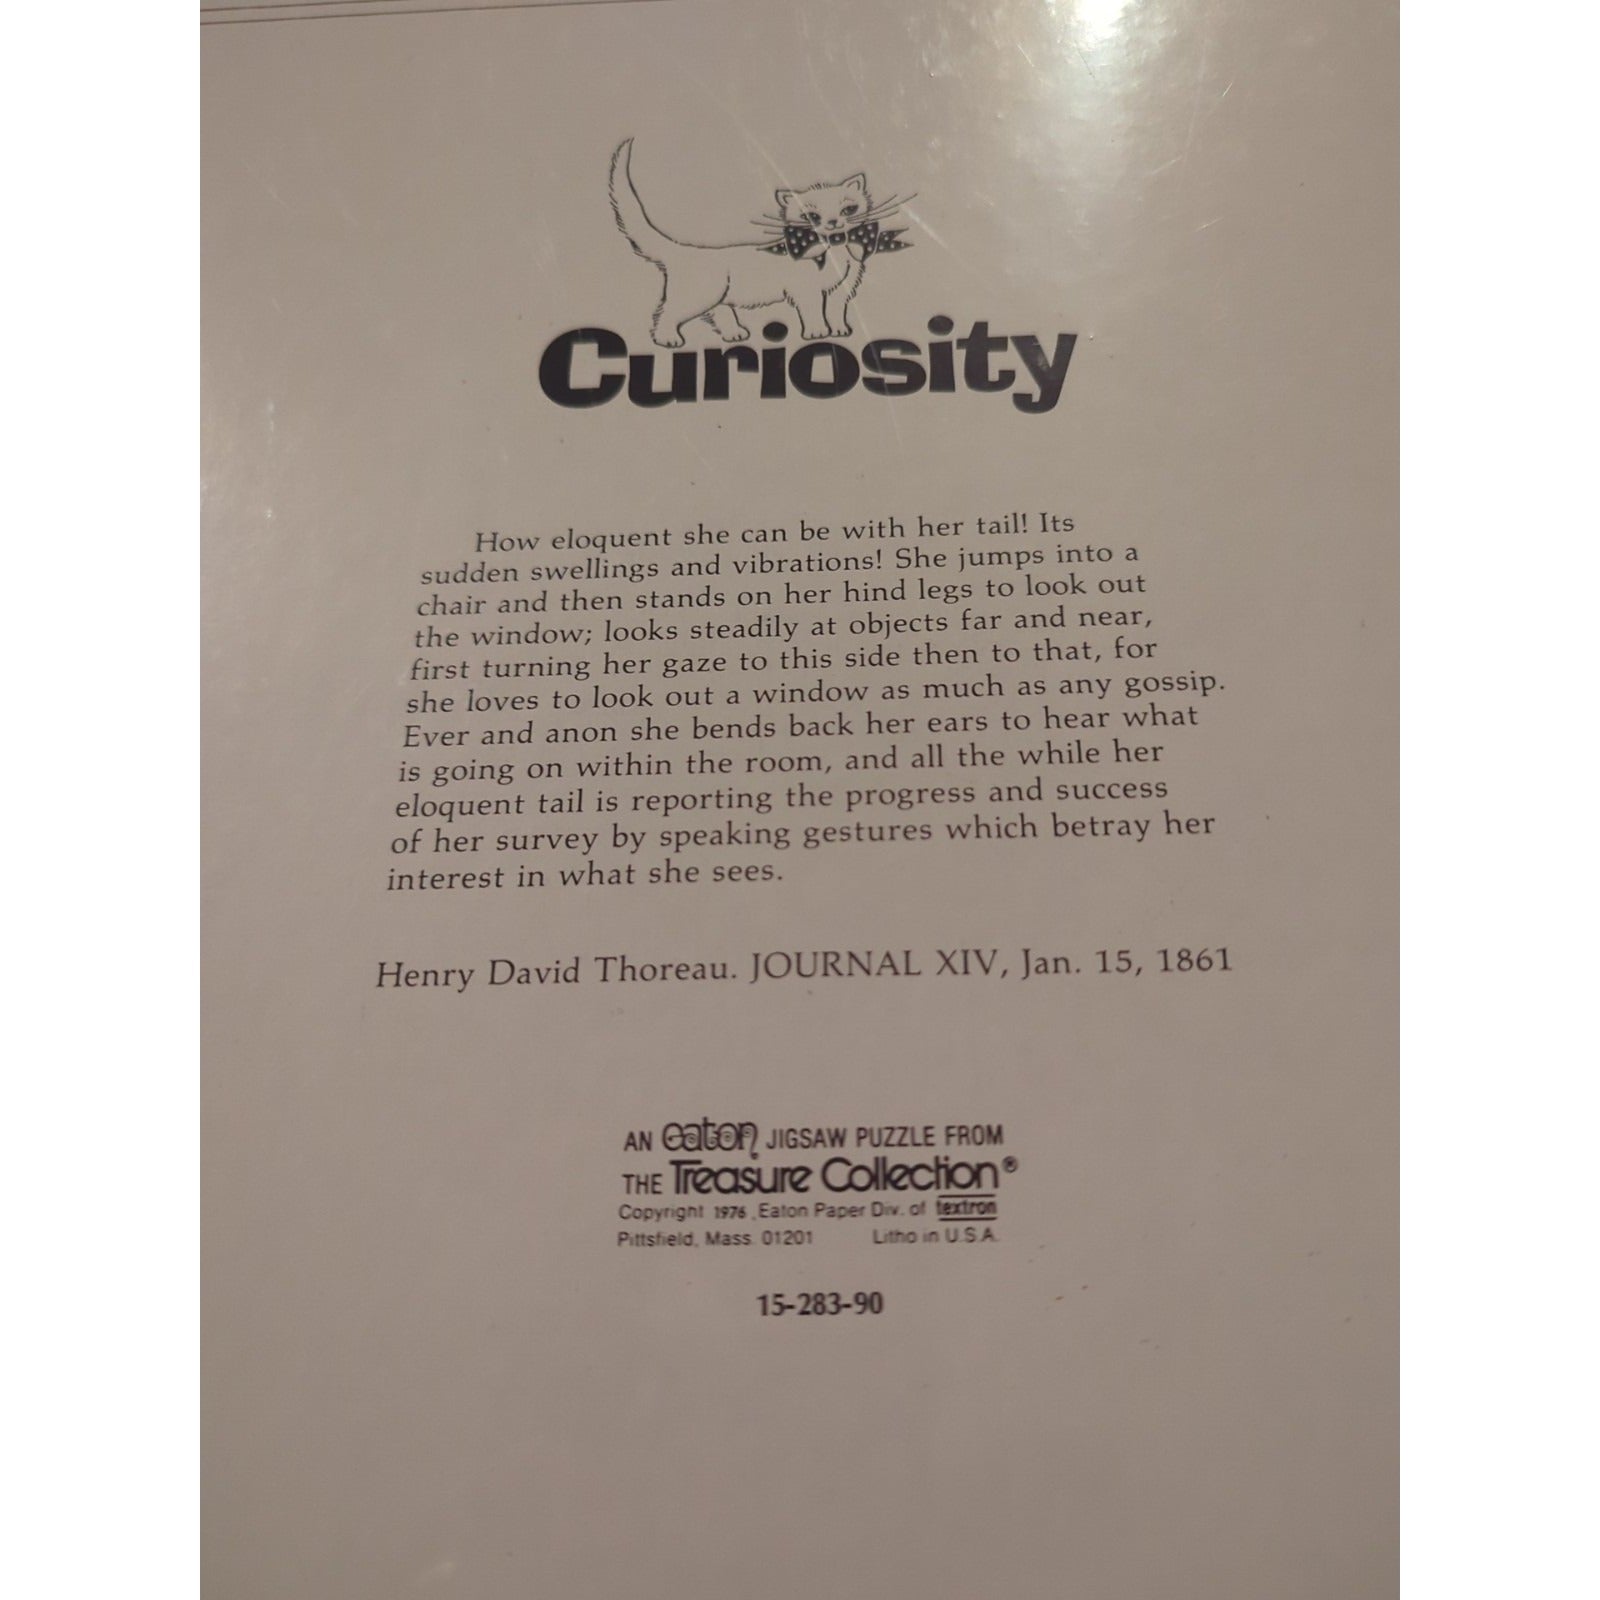 Curiosity
How eloquent she can be with her tail! Its
sudden swellings and vibrations! She jumps into a
chair and then stands on her hind legs to look out
the window; looks steadily at objects far and near,
first turning her gaze to this side then to that, for
she loves to look out a window as much as any gossip.
Ever and anon she bends back her ears to hear what
is going on within the room, and all the while her
eloquent tail is reporting the progress and success
of her survey by speaking gestures which betray her
interest in what she sees.
Henry David Thoreau. JOURNAL XIV, Jan. 15, 1861
AN eaton JIGSAW PUZZLE FROM
THE Treasure Collection®
Copyright 1976, Eaton Paper Div. of textron
Pittsfield, Mass. 01201 Litho in U.S.A.
15-283-90